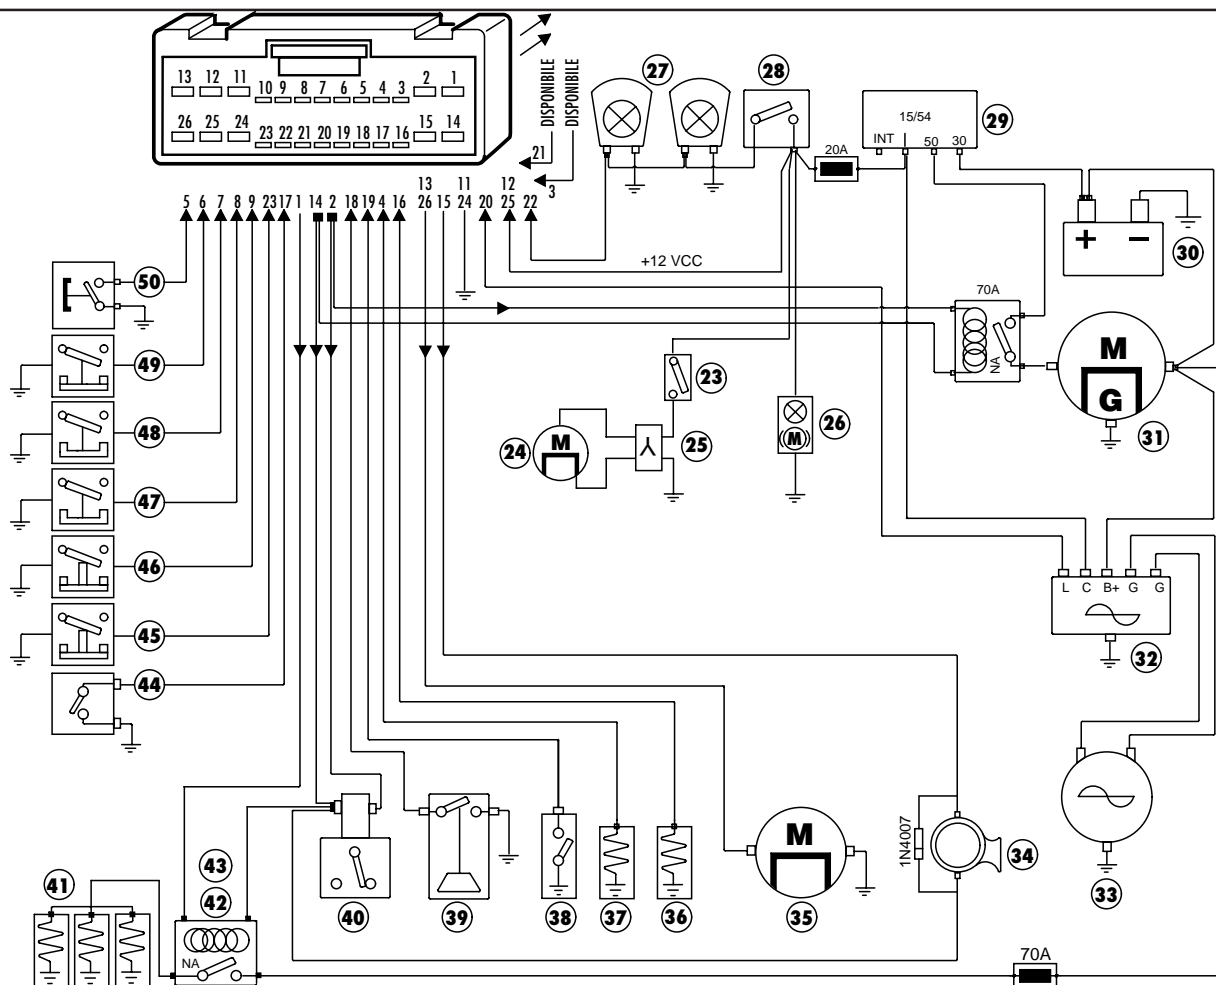 13 12 11 10 9 8 7 6 5 4 3 2 1
26 25 24 23 22 21 20 19 18 17 16 15 14
DISPONIBILE
DISPONIBILE
21
3
27
28
29
15/54
INT 50 30
20A
13 11 12
5 6 7 8 9 23 17 1 14 2 18 19 4 16 26 15 24 20 25 22
+ −
30
+12 VCC
50
70A
NA
M
G
31
49
23
48
24
M
25
26
(M)
47
46
L C B+ G G
32
45
44
43
42
41
NA
40
39
38
37
36
M
35
1N4007
34
33
70A